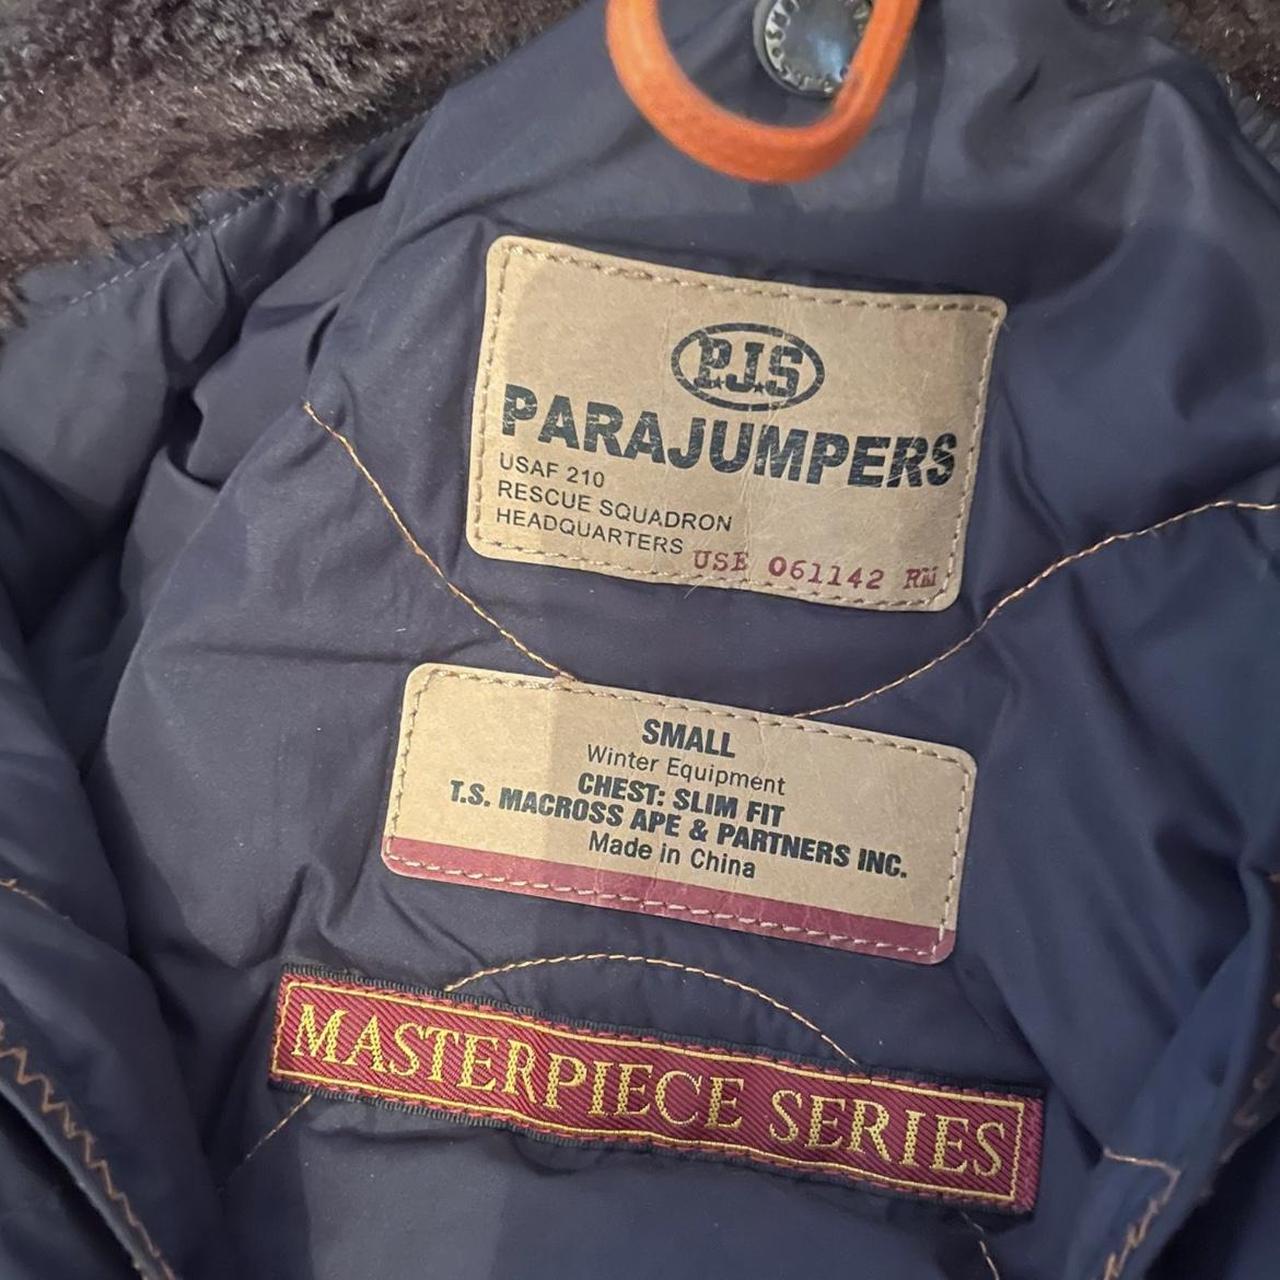 P.J.S
PARAJUMPERS
USAF 210
RESCUE SQUADRON
HEADQUARTERS
USE 061142 RM
SMALL
Winter Equipment
CHEST: SLIM FIT
T.S. MACROSS APE & PARTNERS INC.
Made in China
MASTERPIECE SERIES